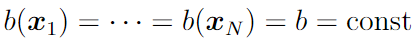 b(𝒙₁) = ⋯ = b(𝒙_N) = b = const